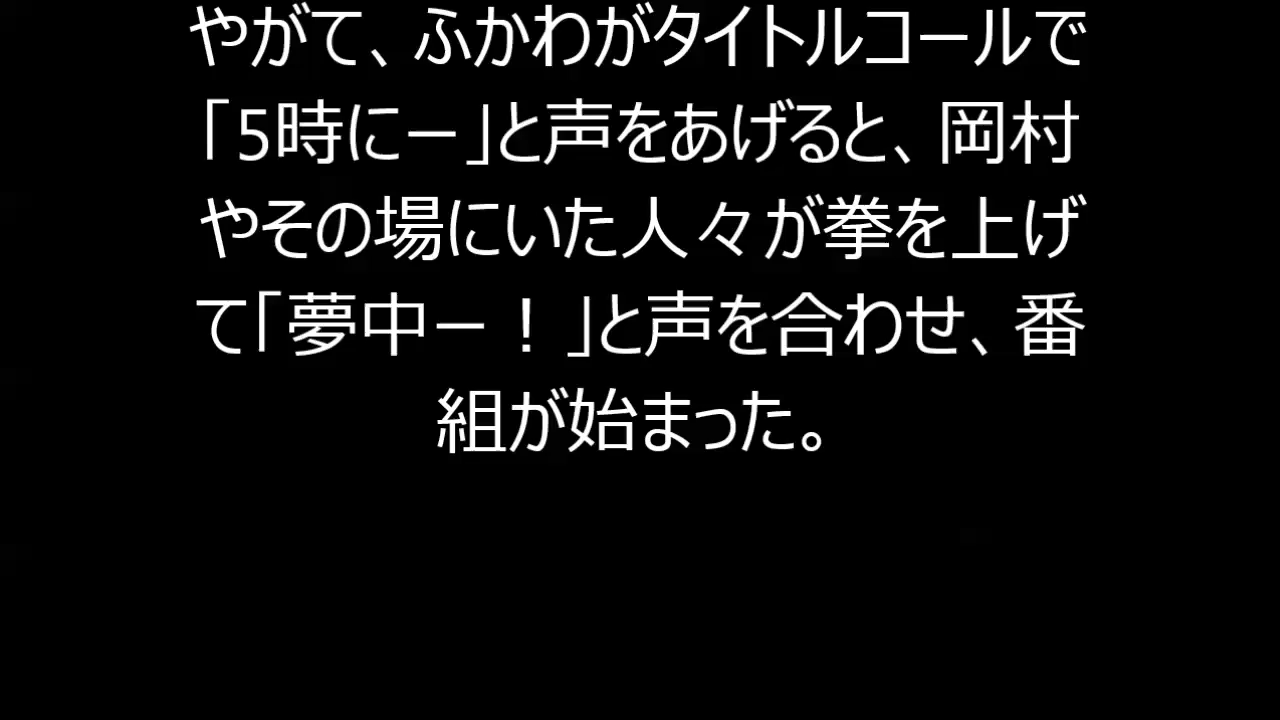 やがて、ふかわがタイトルコールで
「5時にー」と声をあげると、岡村
やその場にいた人々が拳を上げ
て「夢中ー！」と声を合わせ、番
組が始まった。